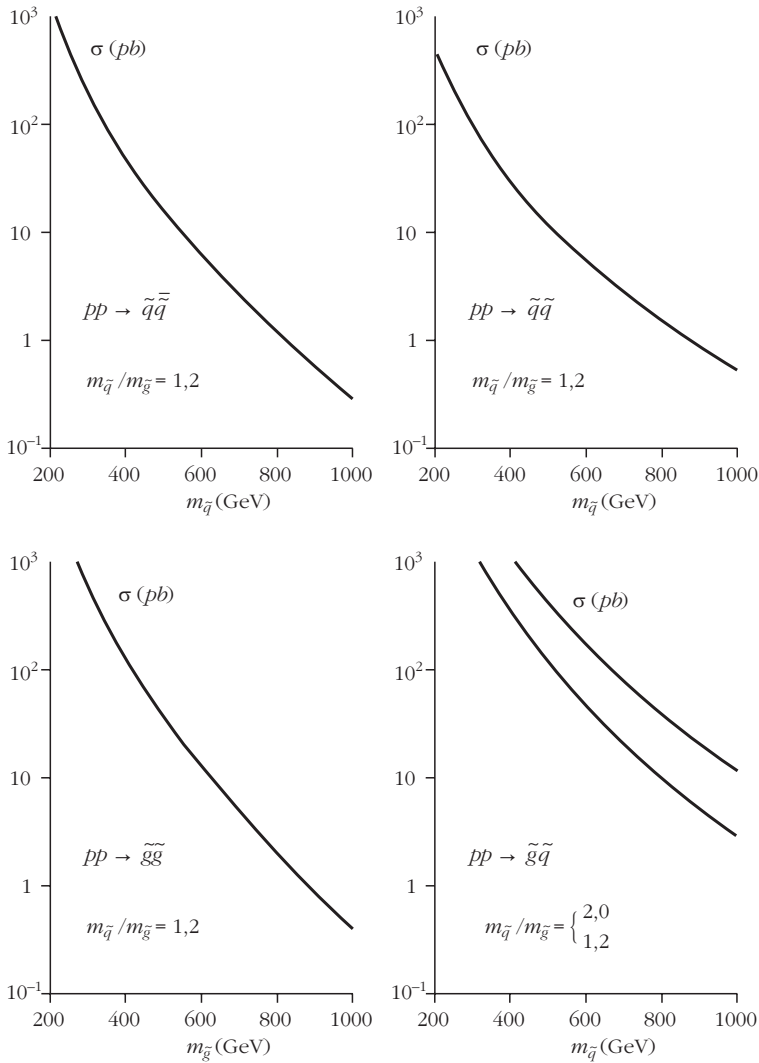 10³
σ (pb)
10²
10
pp → q̃q̃̄
1
m_q̃ /m_g̃ = 1,2
10⁻¹
200 400 600 800 1000
m_q̃ (GeV)
10³
σ (pb)
10²
10
pp → q̃q̃
1
m_q̃ /m_g̃ = 1,2
10⁻¹
200 400 600 800 1000
m_q̃ (GeV)
10³
σ (pb)
10²
10
pp → g̃g̃
1
m_q̃ /m_g̃ = 1,2
10⁻¹
200 400 600 800 1000
m_g̃ (GeV)
10³
σ (pb)
10²
10
pp → g̃q̃
1
m_q̃ /m_g̃ = { 2,0
1,2
10⁻¹
200 400 600 800 1000
m_q̃ (GeV)